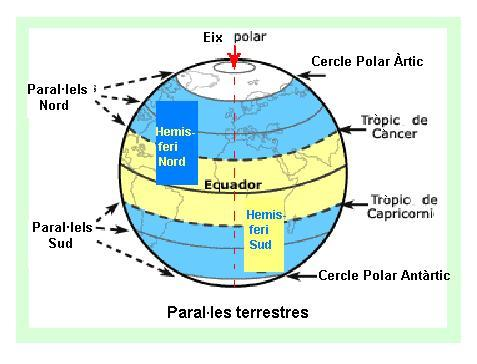 Eix polar
Cercle Polar Àrtic
Paral·lels
Nord
Tròpic de
Càncer
Hemis-
feri
Nord
Equador
Tròpic de
Capricorni
Hemis-
feri
Sud
Paral·lels
Sud
Cercle Polar Antàrtic
Paral·les terrestres